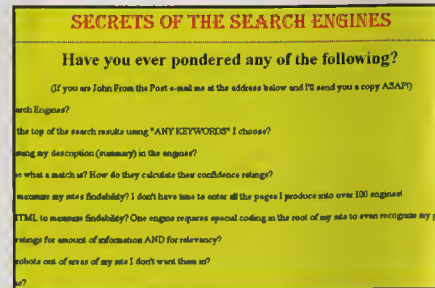 SECRETS OF THE SEARCH ENGINES
Have you ever pondered any of the following?
(If you are John From the Post e-mail me at the address below and I'll send you a copy ASAP!)
arch Engines?
the top of the search results using "ANY KEYWORDS" I choose?
my description (summary) in the engines?
what a match is? How do they calculate their confidence ratings?
maximize my sites findability? I don't have time to enter all the pages I produce into over 100 engines!
HTML to maximize findability? One engine requires special coding in the root of my site to even recognize my
ratings for amount of information AND for relevancy?
robots out of areas of my site I don't want them in?